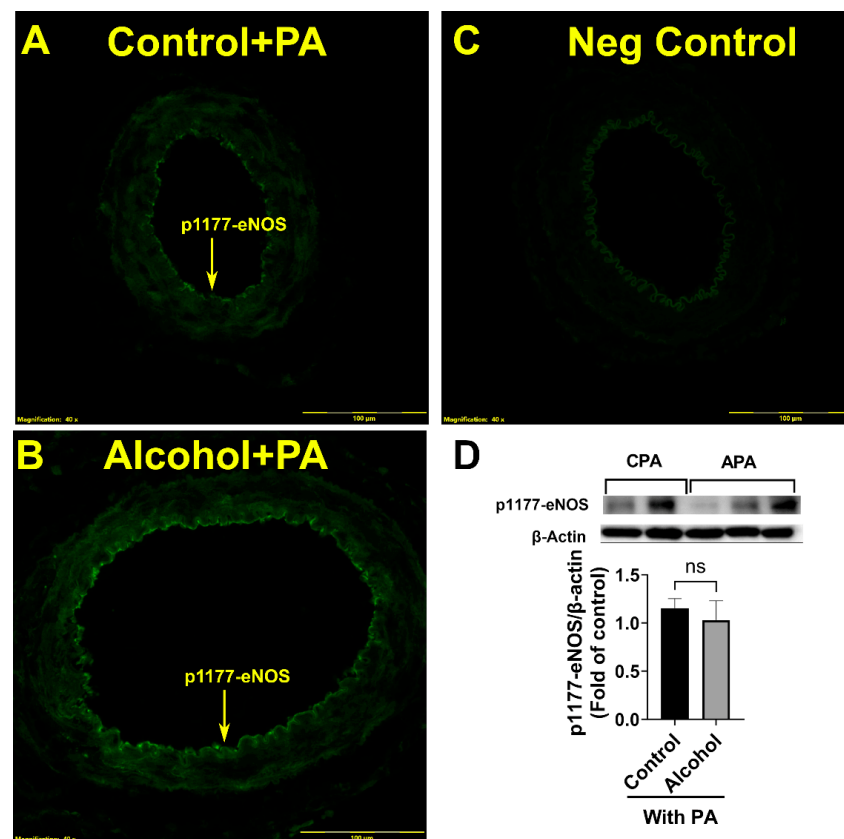 A Control+PA
p1177-eNOS
Magnification: 40 x
100 µm
C Neg Control
Magnification: 40 x
100 µm
B Alcohol+PA
p1177-eNOS
Magnification: 40 x
100 µm
D
CPA APA
p1177-eNOS
β-Actin
p1177-eNOS/β-actin
(Fold of control)
1.5
1.0
0.5
0.0
ns
Control
Alcohol
With PA